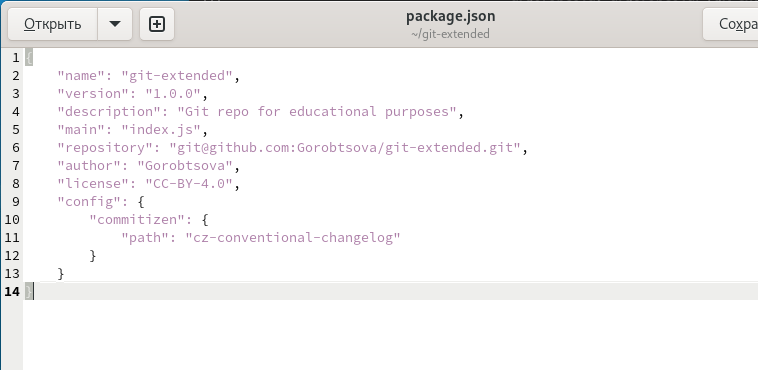 Открыть
package.json
~/git-extended
Сохра
1 {
2     "name": "git-extended",
3     "version": "1.0.0",
4     "description": "Git repo for educational purposes",
5     "main": "index.js",
6     "repository": "git@github.com:Gorobtsova/git-extended.git",
7     "author": "Gorobtsova",
8     "license": "CC-BY-4.0",
9     "config": {
10         "commitizen": {
11             "path": "cz-conventional-changelog"
12         }
13     }
14 }